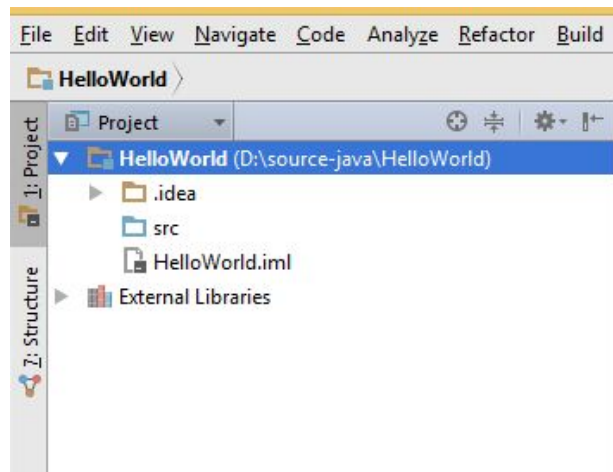 File Edit View Navigate Code Analyze Refactor Build
HelloWorld
1: Project
Project
HelloWorld (D:\source-java\HelloWorld)
.idea
src
HelloWorld.iml
External Libraries
7: Structure